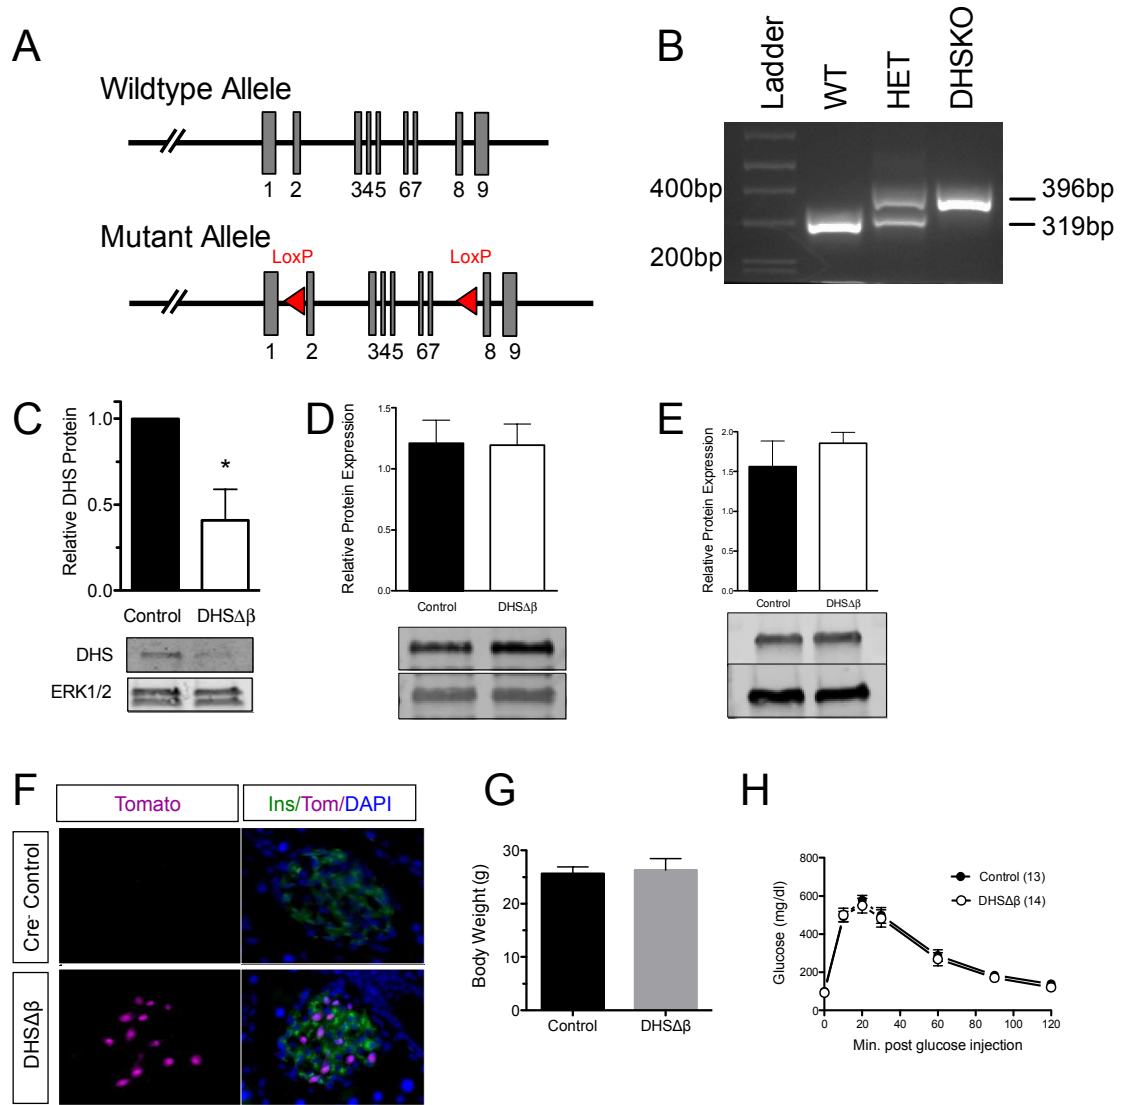 A
Wildtype Allele
1 2 345 67 8 9
Mutant Allele
LoxP LoxP
1 2 345 67 8 9
B
Ladder
WT
HET
DHSKO
400bp
200bp
396bp
319bp
C
Relative DHS Protein
1.0
0.5
0.0
*
Control DHSΔβ
DHS
ERK1/2
D
Relative Protein Expression
1.5
1.0
0.5
0.0
Control DHSΔβ
E
Relative Protein Expression
2.0
1.5
1.0
0.5
0.0
Control DHSΔβ
F
Tomato
Ins/Tom/DAPI
Cre- Control
DHSΔβ
G
Body Weight (g)
30
20
10
0
Control DHSΔβ
H
Glucose (mg/dl)
800
600
400
200
0
Control (13)
DHSΔβ (14)
0 20 40 60 80 100 120
Min. post glucose injection